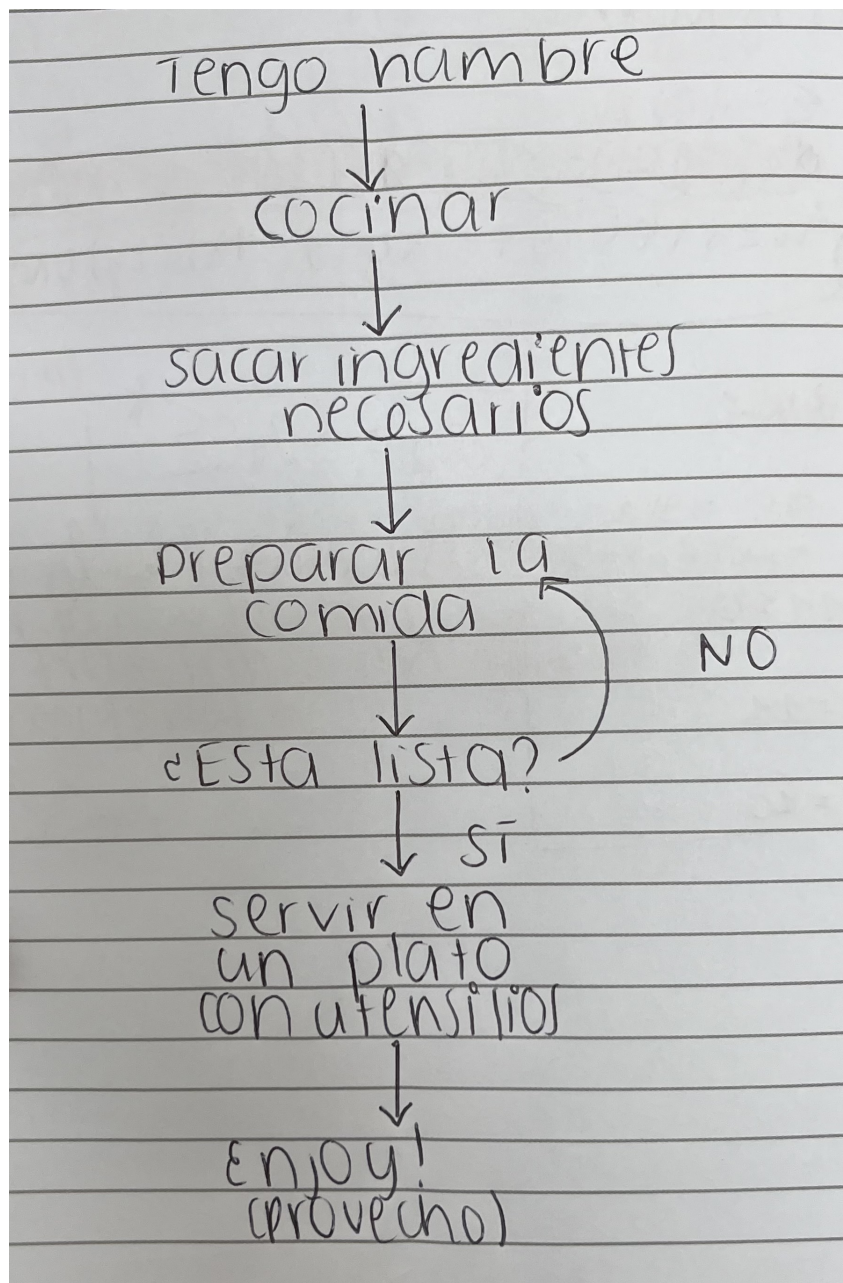 Tengo hambre
cocinar
sacar ingredientes
necesarios
preparar la
comida
NO
¿Esta lista?
SÍ
servir en
un plato
con utensilios
Enjoy!
(provecho)